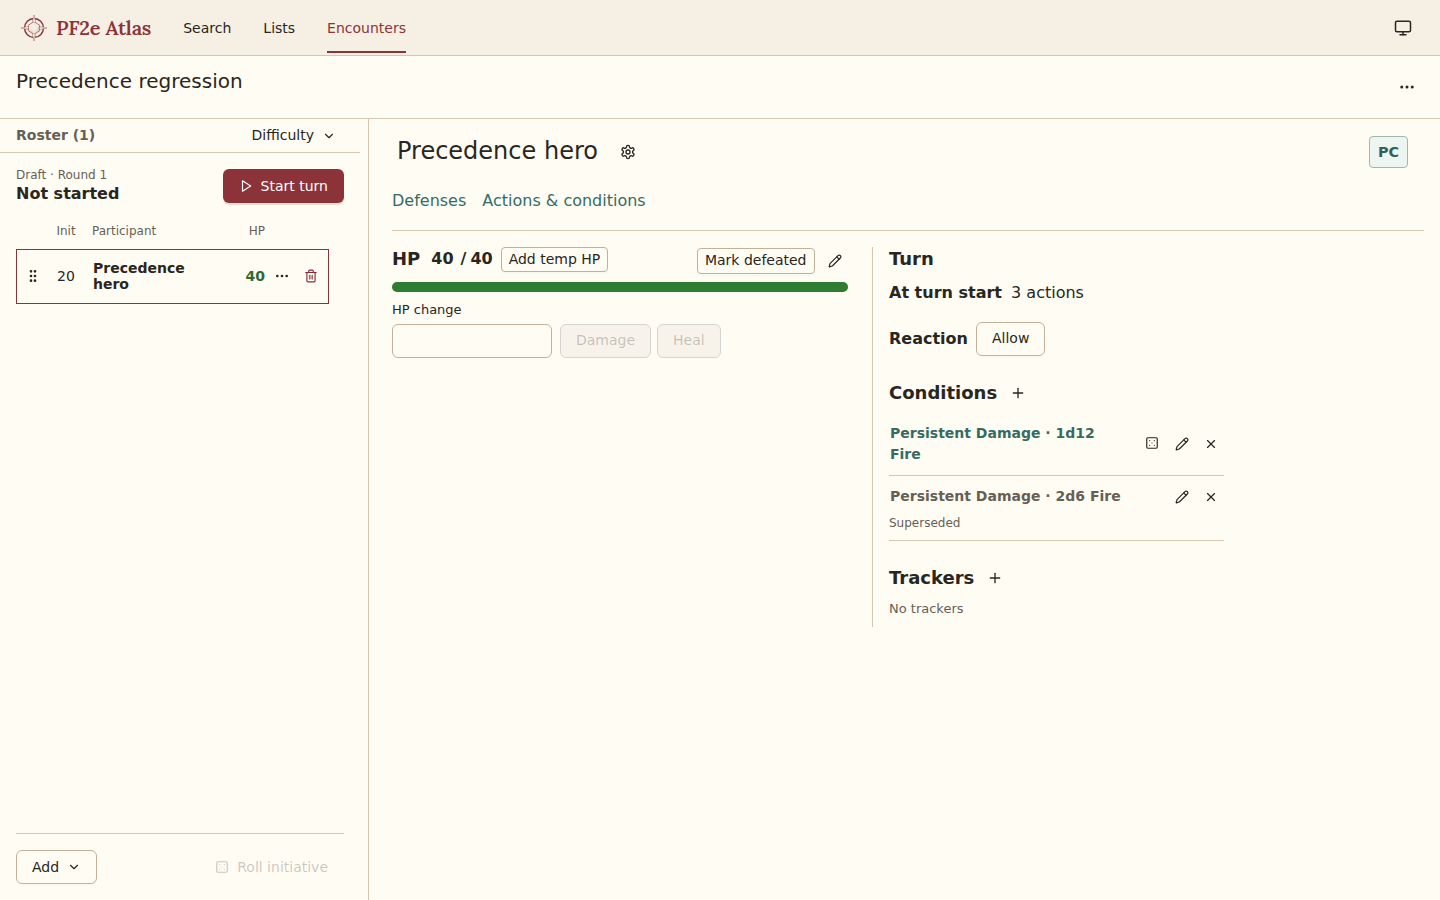 PF2e Atlas Search Lists Encounters
Precedence regression
Roster (1) Difficulty
Draft · Round 1
Not started
Start turn
Init Participant HP
20 Precedence hero 40
Add Roll initiative
Precedence hero PC
Defenses Actions & conditions
HP 40 / 40 Add temp HP Mark defeated
HP change
Damage Heal
Turn
At turn start 3 actions
Reaction Allow
Conditions
Persistent Damage · 1d12
Fire
Persistent Damage · 2d6 Fire
Superseded
Trackers
No trackers